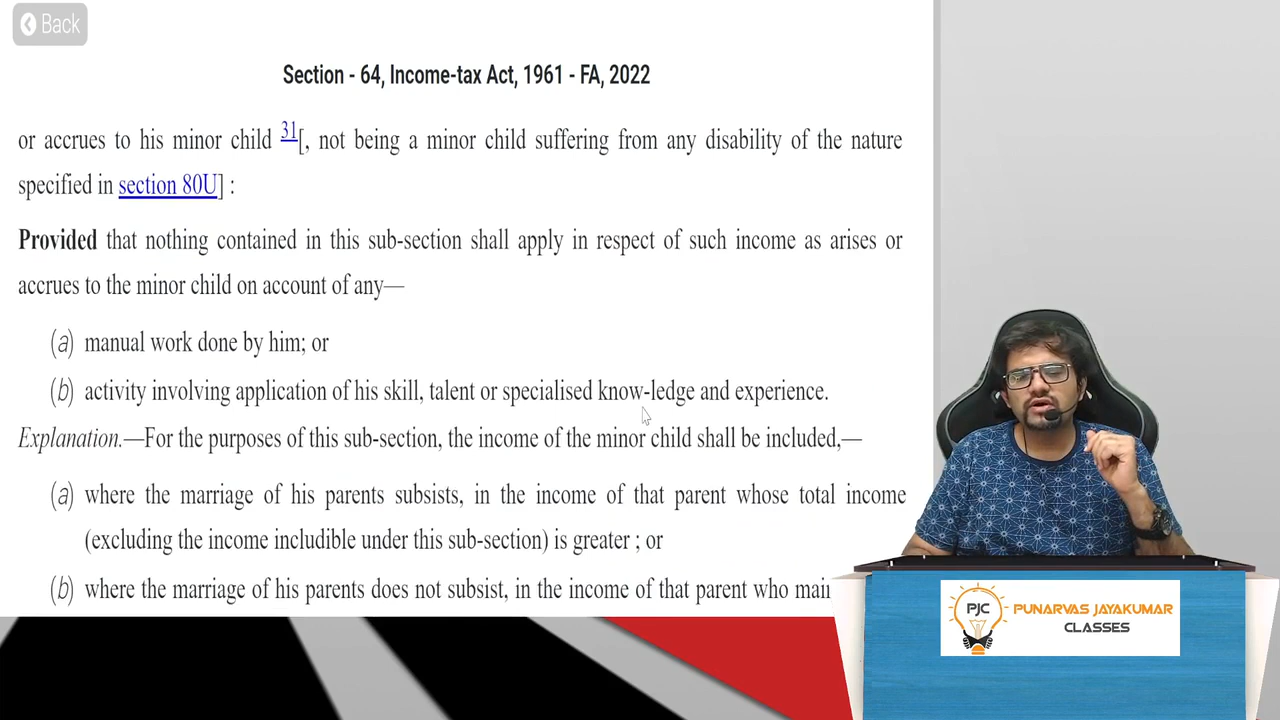 Back
Section - 64, Income-tax Act, 1961 - FA, 2022
or accrues to his minor child 31[, not being a minor child suffering from any disability of the nature
specified in section 80U] :
Provided that nothing contained in this sub-section shall apply in respect of such income as arises or
accrues to the minor child on account of any—
(a) manual work done by him; or
(b) activity involving application of his skill, talent or specialised know-ledge and experience.
Explanation.—For the purposes of this sub-section, the income of the minor child shall be included,—
(a) where the marriage of his parents subsists, in the income of that parent whose total income
(excluding the income includible under this sub-section) is greater ; or
(b) where the marriage of his parents does not subsist, in the income of that parent who main
PJC
PUNARVAS JAYAKUMAR
CLASSES